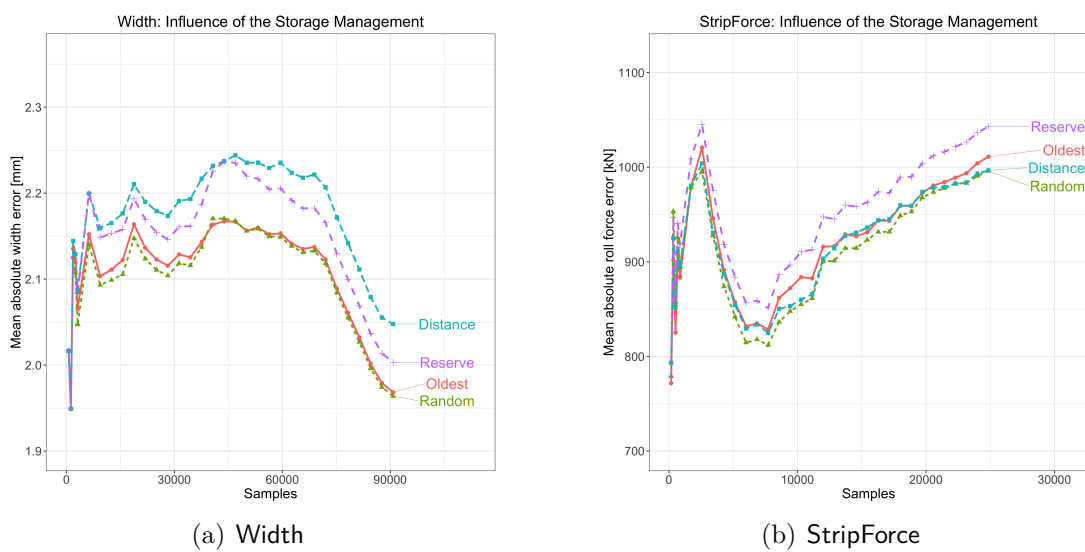 Width: Influence of the Storage Management
Mean absolute width error [mm]
2.3
2.2
2.1
2.0
1.9
Distance
Reserve
Oldest
Random
0 30000 60000 90000
Samples
(a) Width
StripForce: Influence of the Storage Management
Mean absolute roll force error [kN]
1100
1000
900
800
700
Reserve
Oldest
Distance
Random
0 10000 20000 30000
Samples
(b) StripForce